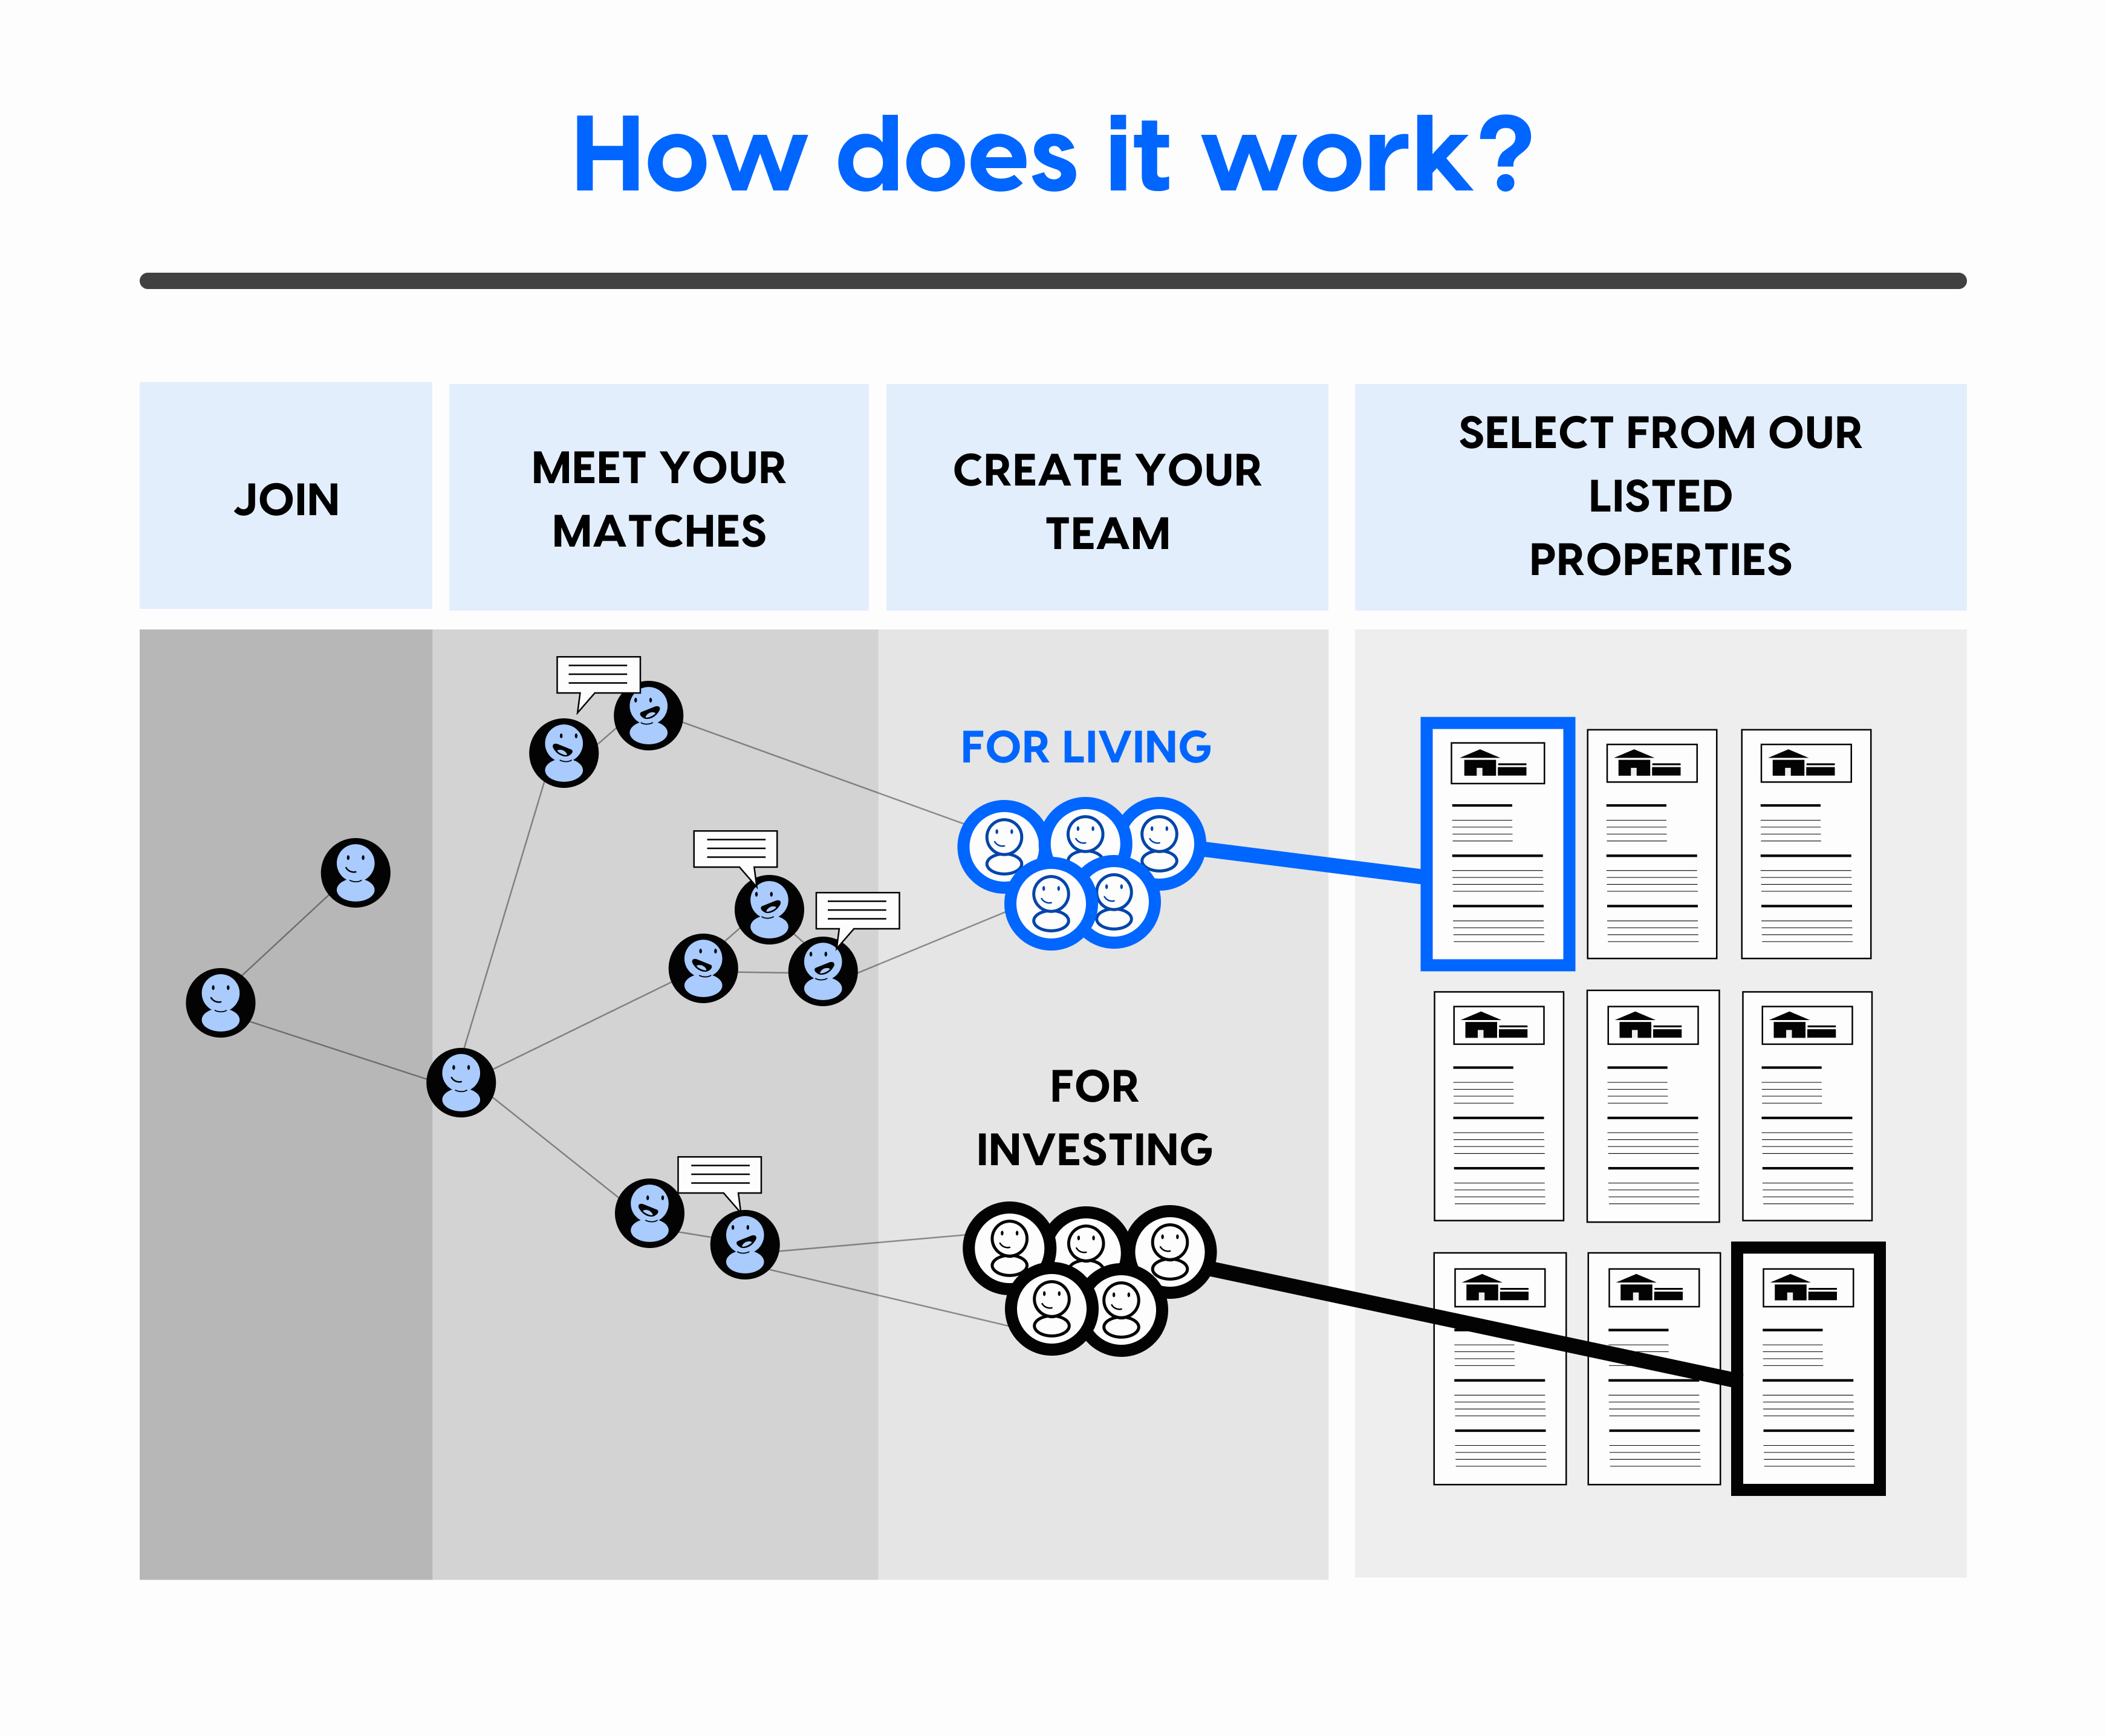 How does it work?
JOIN
MEET YOUR
MATCHES
CREATE YOUR
TEAM
SELECT FROM OUR
LISTED
PROPERTIES
FOR LIVING
FOR
INVESTING